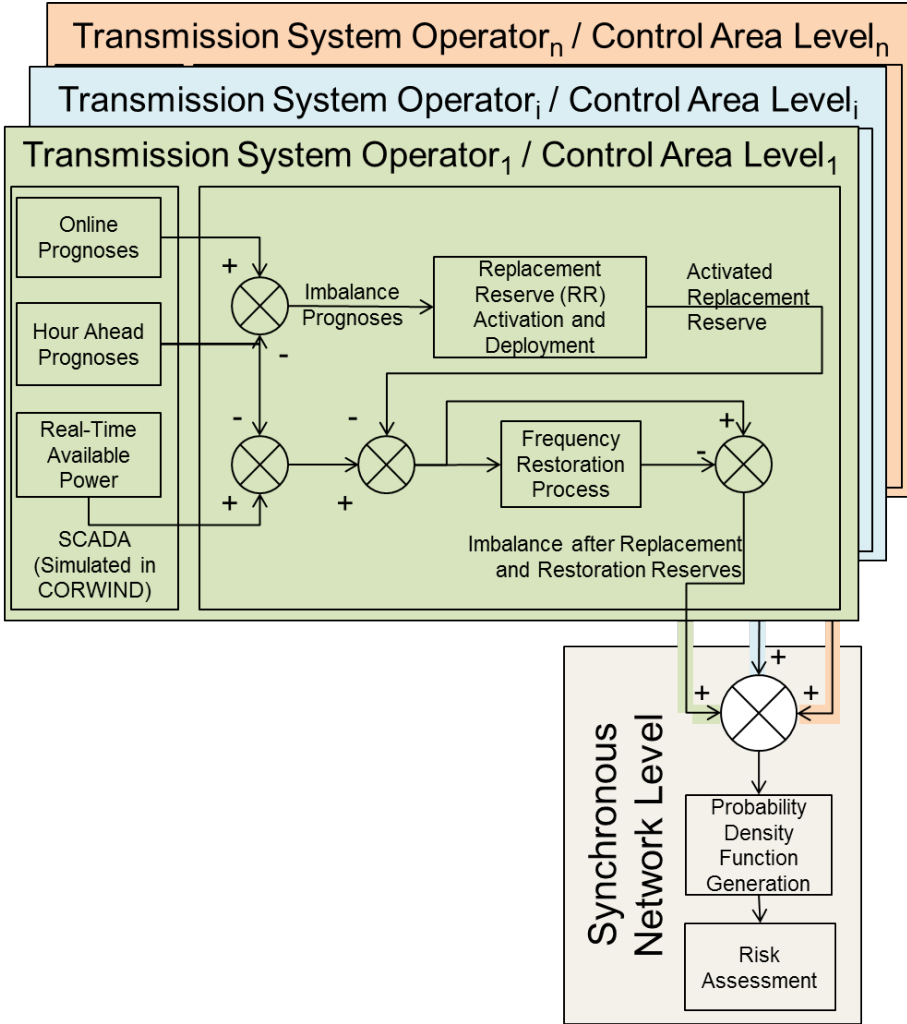 Transmission System Operatorₙ / Control Area Levelₙ
Transmission System Operatorᵢ / Control Area Levelᵢ
Transmission System Operator₁ / Control Area Level₁
Online
Prognoses
Hour Ahead
Prognoses
Real-Time
Available
Power
SCADA
(Simulated in
CORWIND)
+
-
Imbalance
Prognoses
Replacement
Reserve (RR)
Activation and
Deployment
Activated
Replacement
Reserve
-
+
-
+
Frequency
Restoration
Process
+
-
Imbalance after Replacement
and Restoration Reserves
Synchronous
Network Level
+
+
+
Probability
Density
Function
Generation
Risk
Assessment